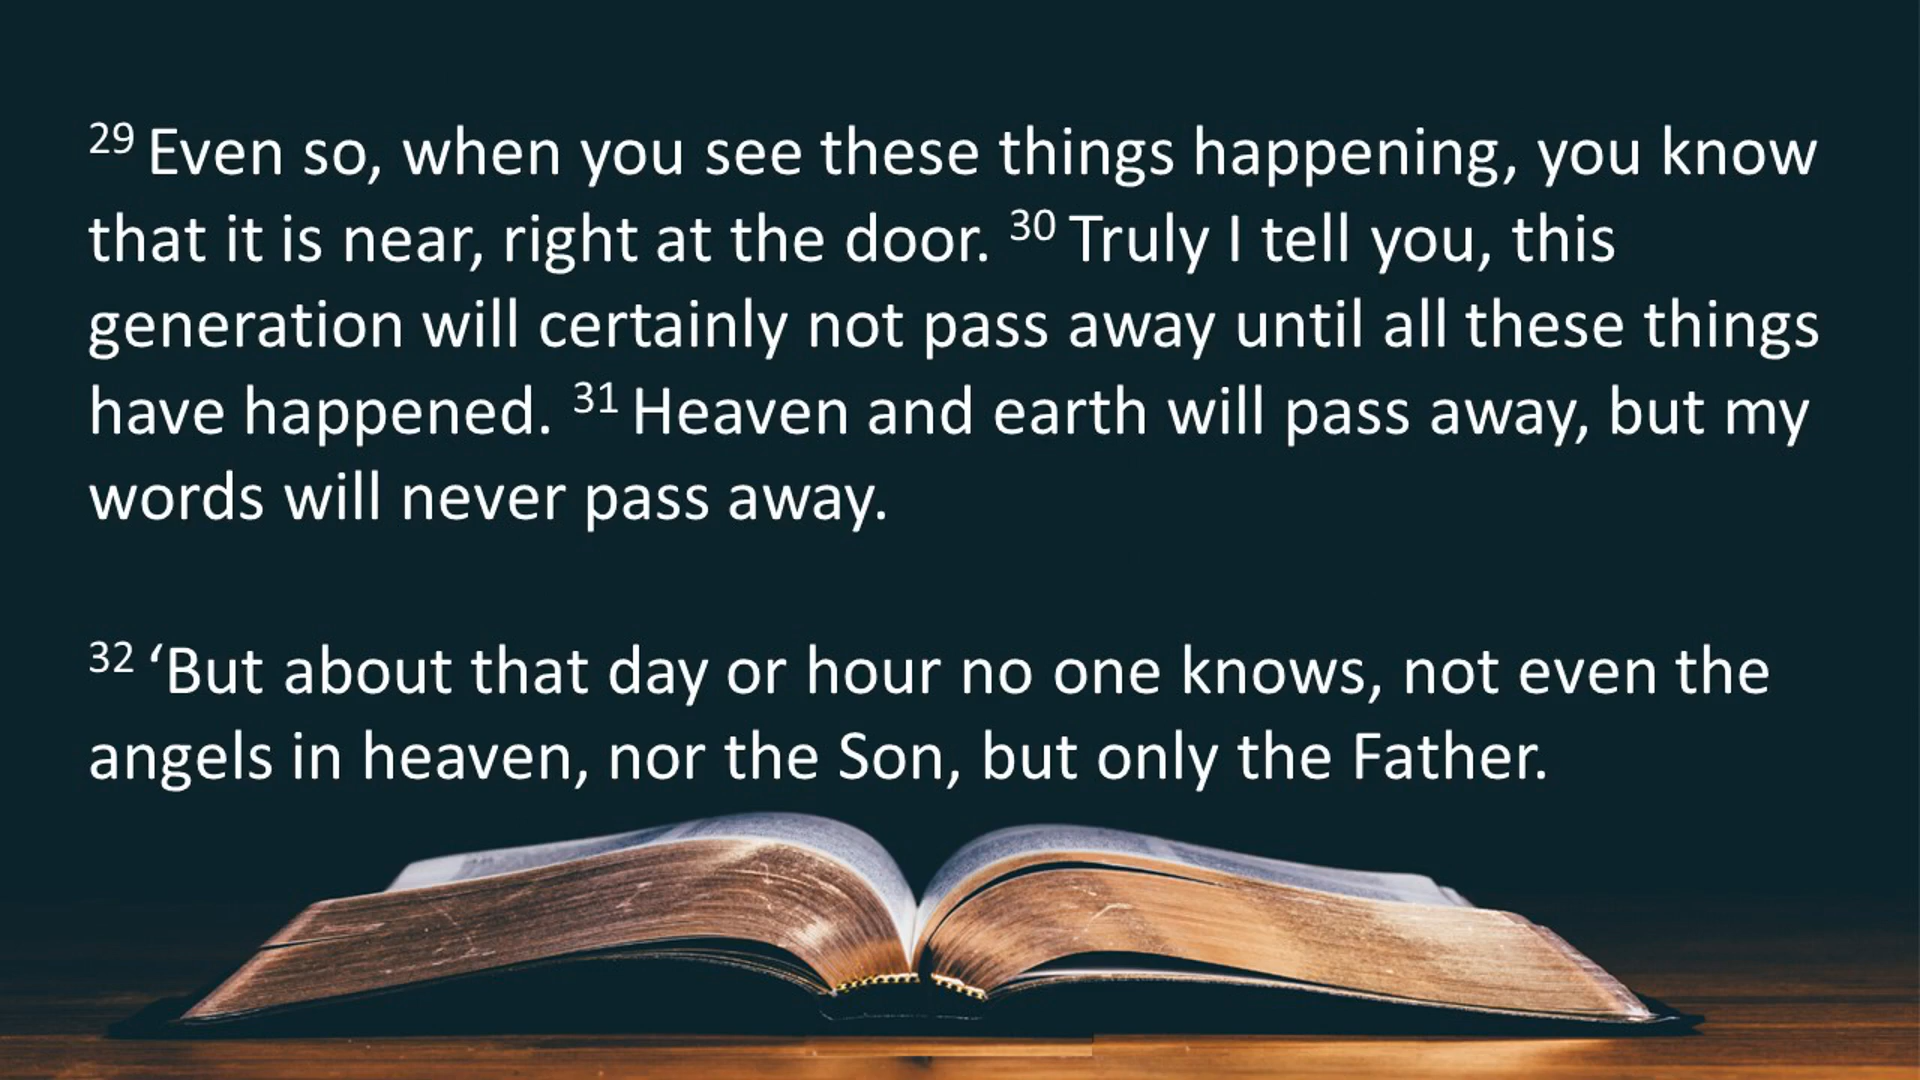 29 Even so, when you see these things happening, you know
that it is near, right at the door. 30 Truly I tell you, this
generation will certainly not pass away until all these things
have happened. 31 Heaven and earth will pass away, but my
words will never pass away.
32 ‘But about that day or hour no one knows, not even the
angels in heaven, nor the Son, but only the Father.